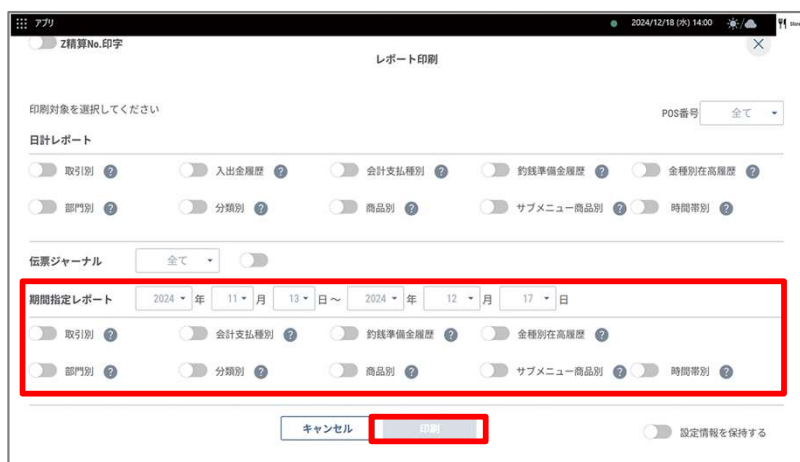 アプリ 2024/12/18(水) 14:00
Z精算No.印字
レポート印刷
印刷対象を選択してください POS番号 全て
日計レポート
取引別 ? 入出金履歴 ? 会計支払種別 ? 釣銭準備金履歴 ? 金種別在高履歴 ?
部門別 ? 分類別 ? 商品別 ? サブメニュー商品別 ? 時間帯別 ?
伝票ジャーナル 全て
期間指定レポート 2024 年 11 月 13 日～ 2024 年 12 月 17 日
取引別 ? 会計支払種別 ? 釣銭準備金履歴 ? 金種別在高履歴 ?
部門別 ? 分類別 ? 商品別 ? サブメニュー商品別 ? 時間帯別 ?
キャンセル 印刷 設定情報を保持する